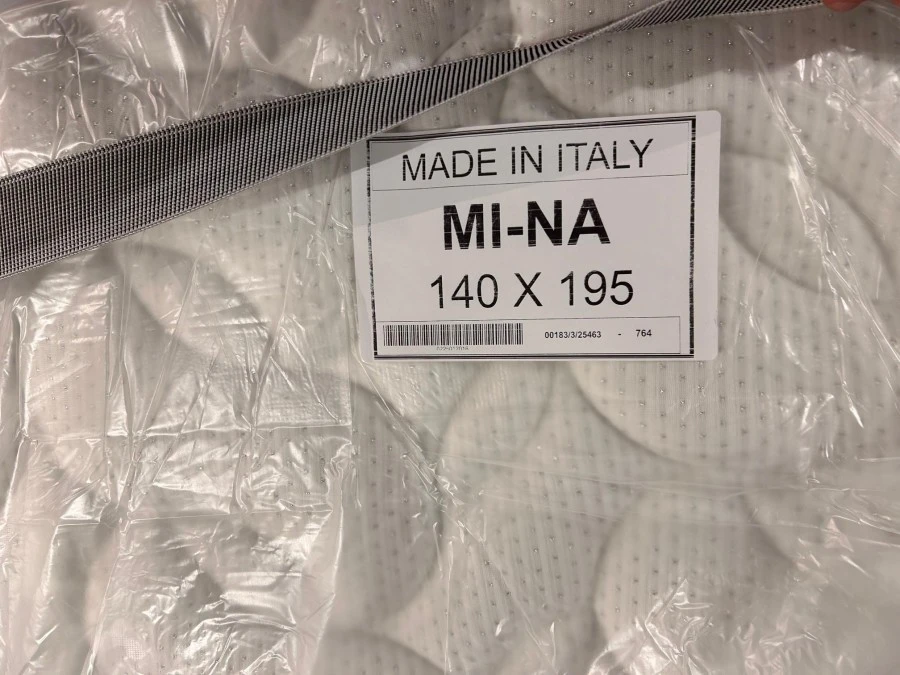 MADE IN ITALY
MI-NA
140 X 195
00183/3/25463 - 764